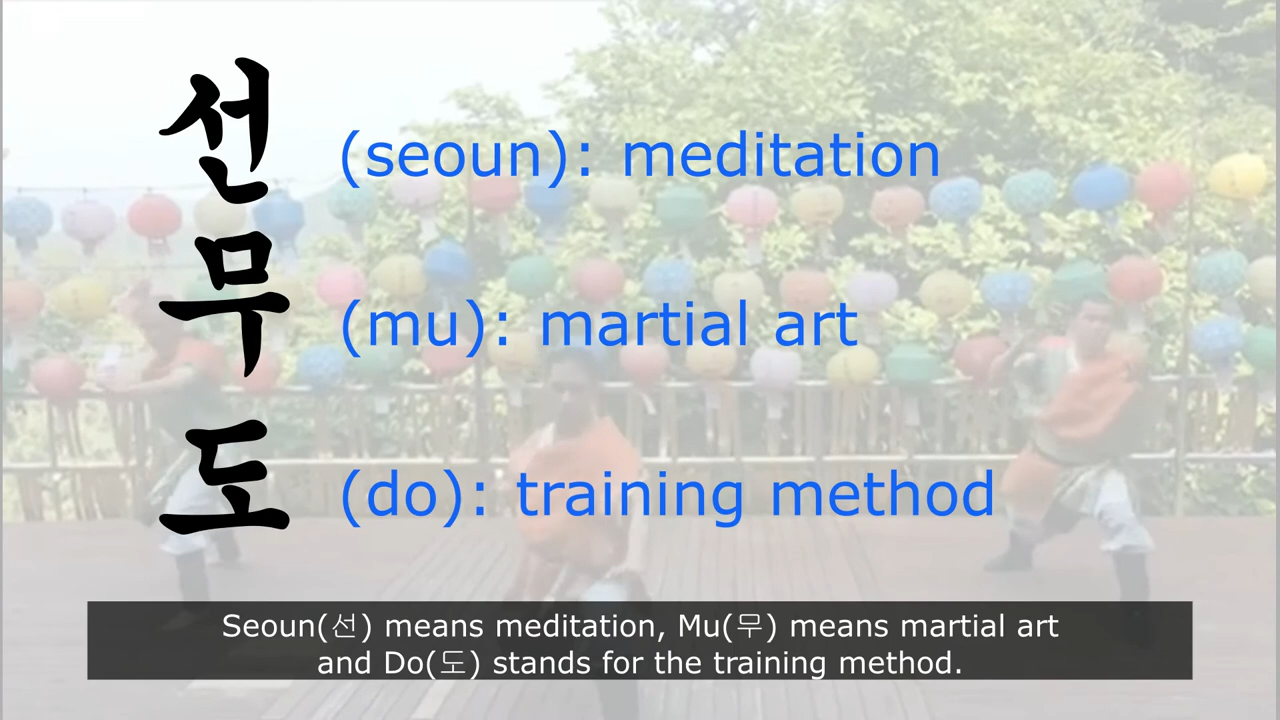 선 (seoun): meditation
무 (mu): martial art
도 (do): training method
Seoun(선) means meditation, Mu(무) means martial art
and Do(도) stands for the training method.